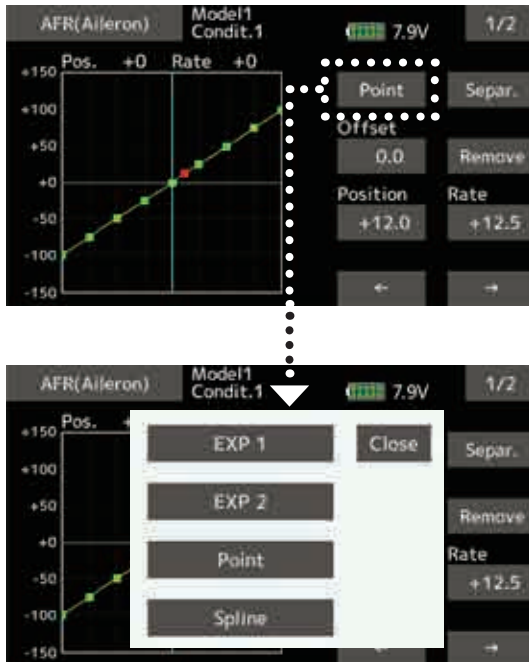 AFR(Aileron) Model1 Condit.1 7.9V 1/2
Pos. +0 Rate +0
+150
+100
+50
+0
-50
-100
-150
Point Separ.
Offset
0.0 Remove
Position Rate
+12.0 +12.5
← →
AFR(Aileron) Model1 Condit.1 7.9V 1/2
Pos. +
+150
+100
+50
+0
-50
-100
-150
EXP 1 Close
EXP 2
Point
Spline
Separ.
Remove
Rate
+12.5
← →